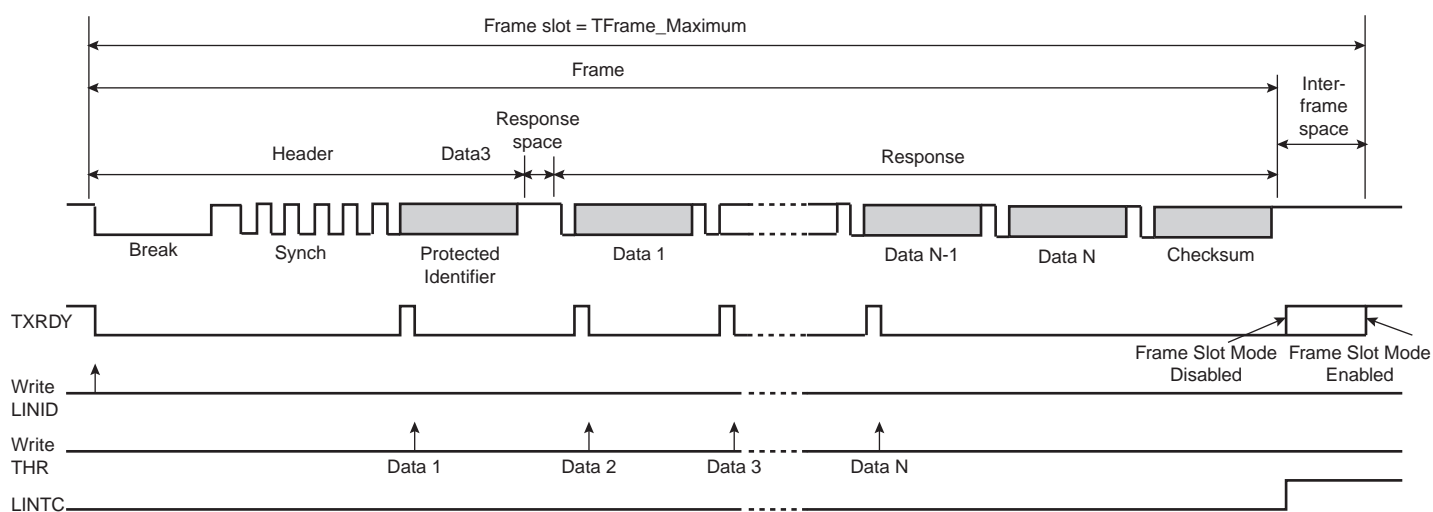 Frame slot = TFrame_Maximum
Frame
Inter-
frame
space
Response
space
Header
Data3
Response
Break
Synch
Protected
Identifier
Data 1
Data N-1
Data N
Checksum
TXRDY
Frame Slot Mode
Disabled
Frame Slot Mode
Enabled
Write
LINID
Write
THR
Data 1
Data 2
Data 3
Data N
LINTC